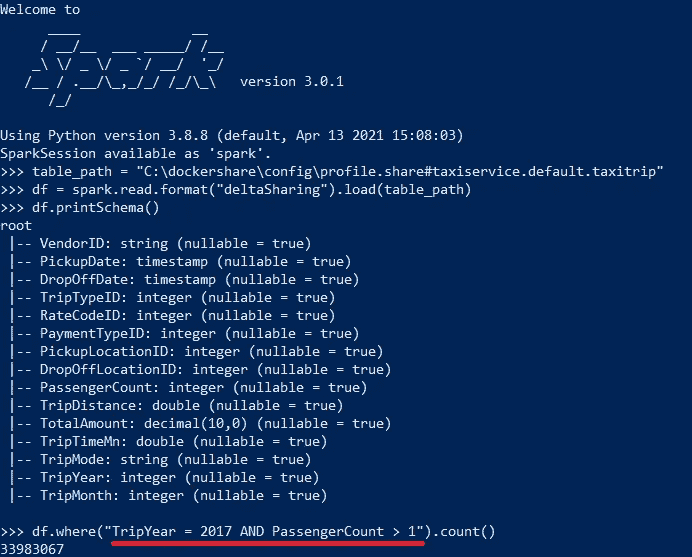 Welcome to
      ____              __
     / __/__  ___ _____/ /__
    _\ \/ _ \/ _ `/ __/  '_/
   /__ / .__/\_,_/_/ /_/\_\   version 3.0.1
      /_/
Using Python version 3.8.8 (default, Apr 13 2021 15:08:03)
SparkSession available as 'spark'.
>>> table_path = "C:\dockershare\config\profile.share#taxiservice.default.taxitrip"
>>> df = spark.read.format("deltaSharing").load(table_path)
>>> df.printSchema()
root
 |-- VendorID: string (nullable = true)
 |-- PickupDate: timestamp (nullable = true)
 |-- DropOffDate: timestamp (nullable = true)
 |-- TripTypeID: integer (nullable = true)
 |-- RateCodeID: integer (nullable = true)
 |-- PaymentTypeID: integer (nullable = true)
 |-- PickupLocationID: integer (nullable = true)
 |-- DropOffLocationID: integer (nullable = true)
 |-- PassengerCount: integer (nullable = true)
 |-- TripDistance: double (nullable = true)
 |-- TotalAmount: decimal(10,0) (nullable = true)
 |-- TripTimeMn: double (nullable = true)
 |-- TripMode: string (nullable = true)
 |-- TripYear: integer (nullable = true)
 |-- TripMonth: integer (nullable = true)
>>> df.where("TripYear = 2017 AND PassengerCount > 1").count()
33983067